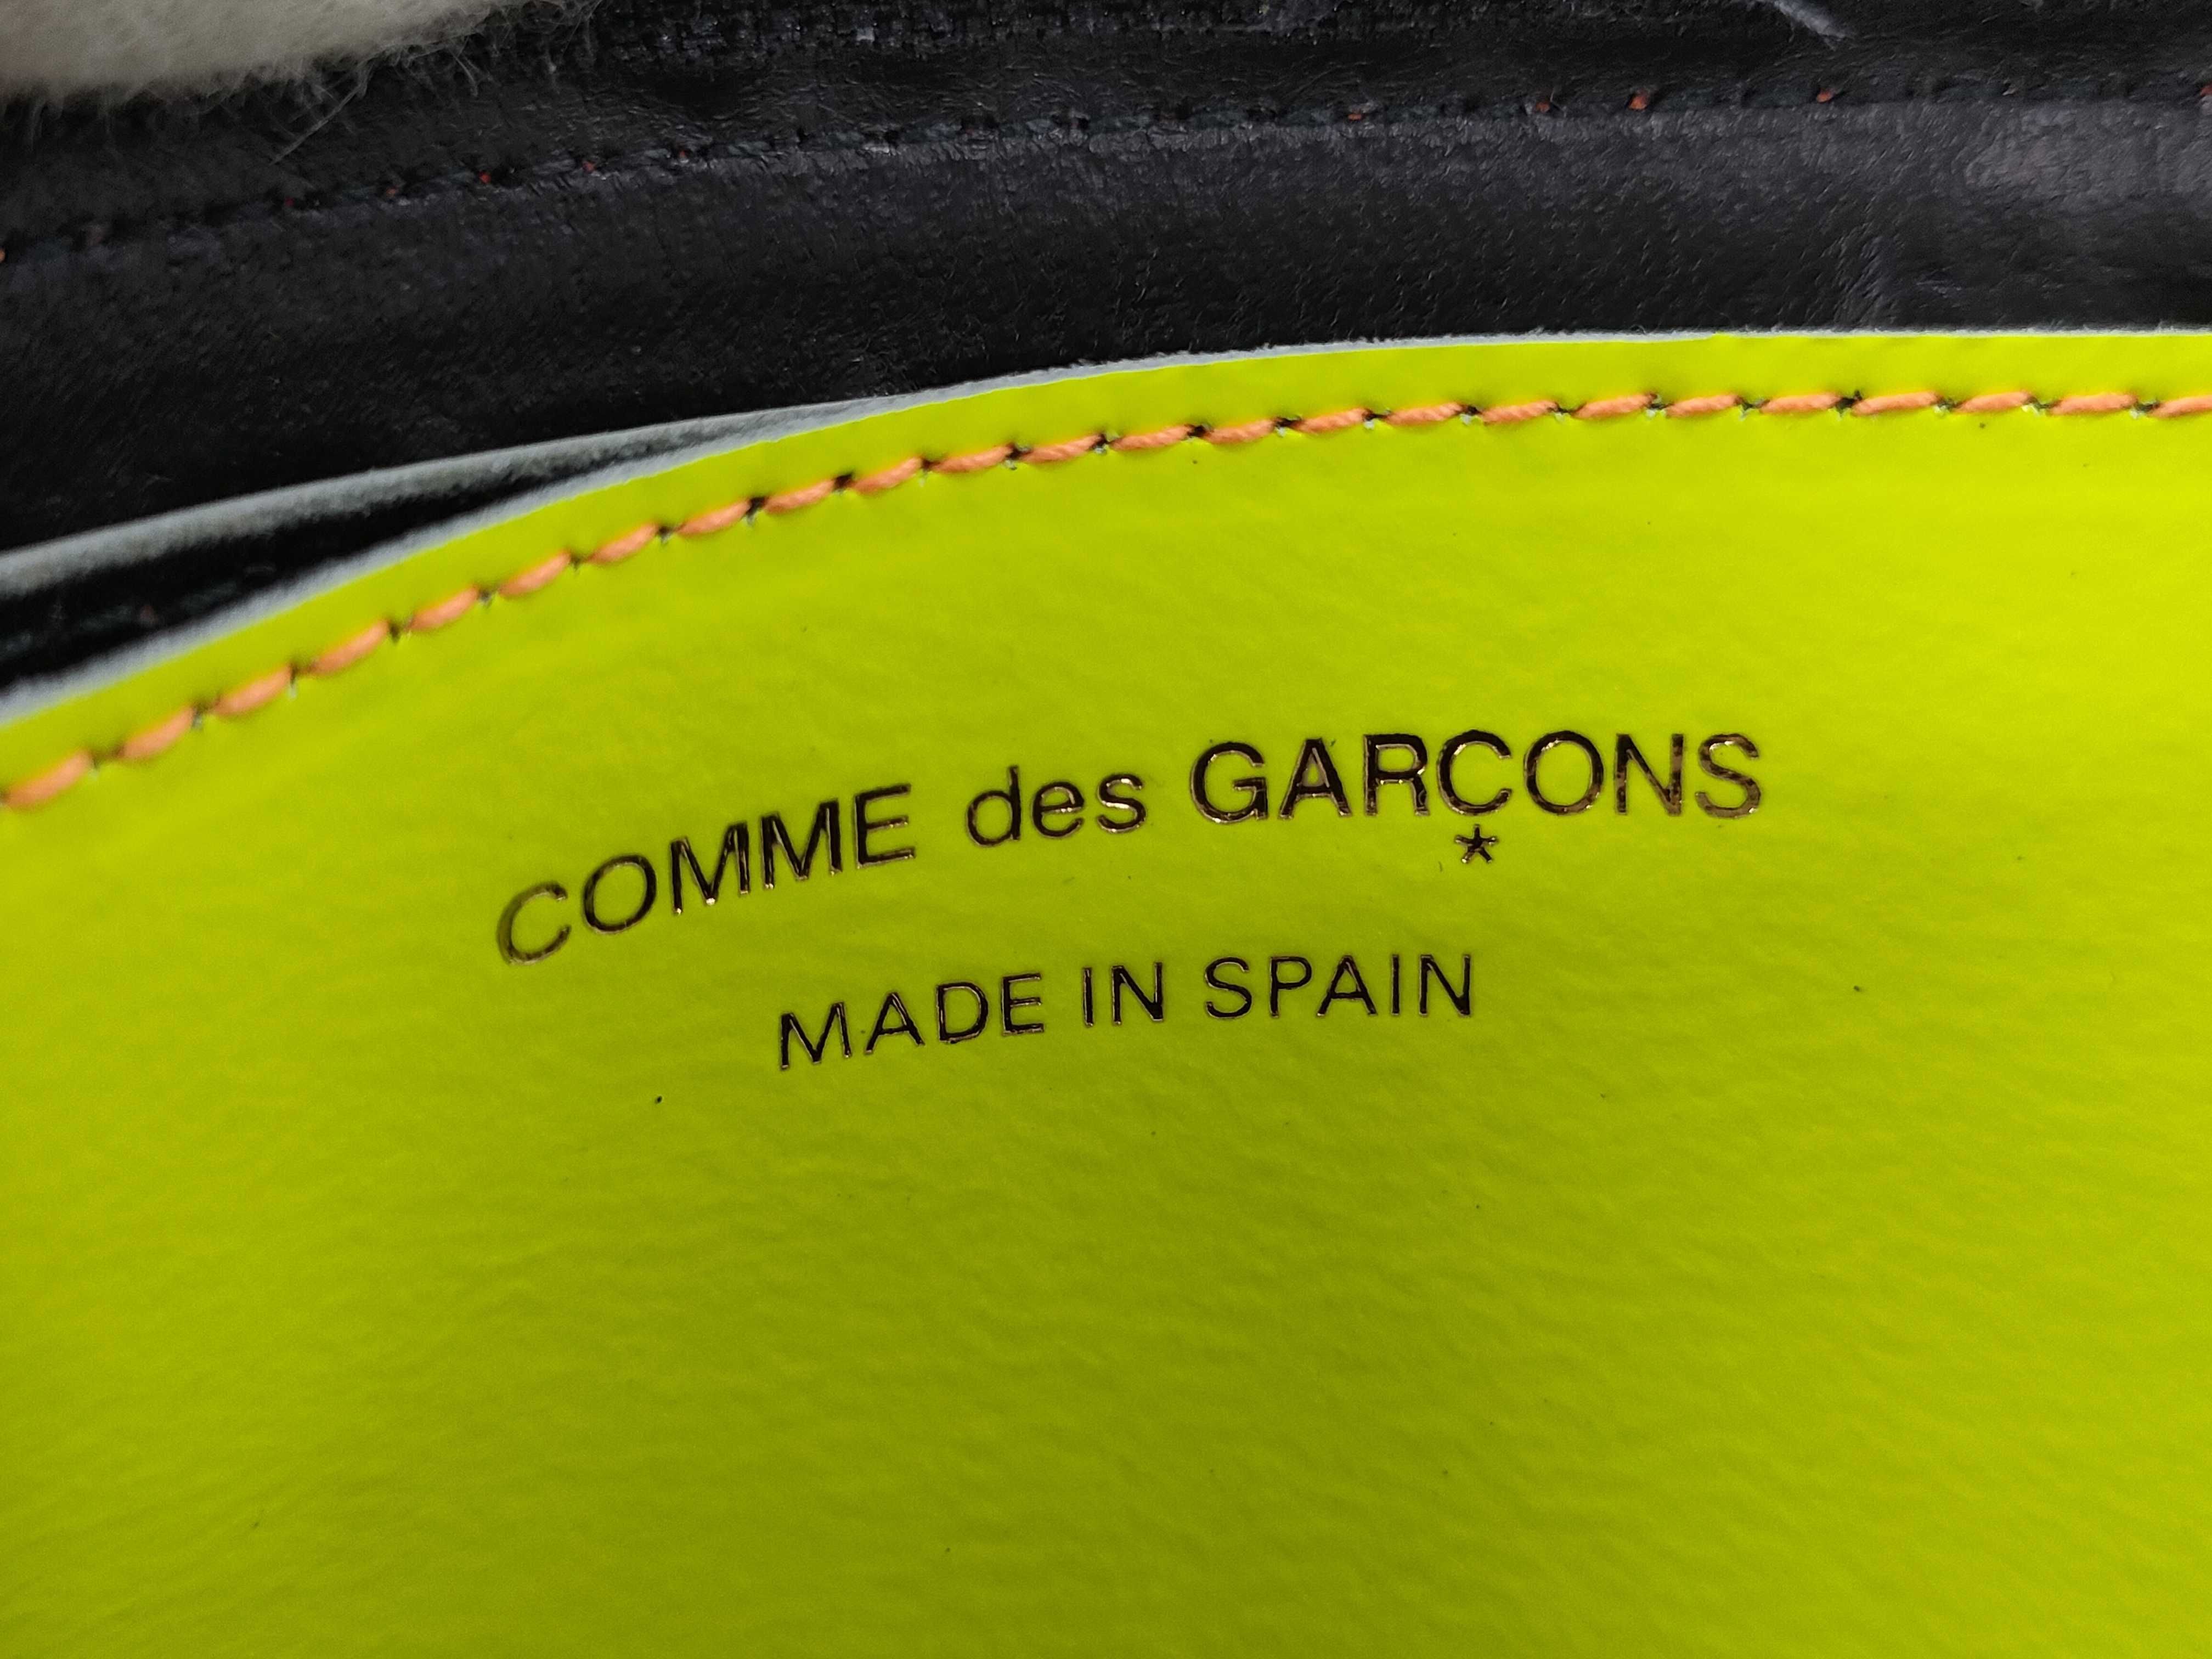 COMME des GARÇONS
*
MADE IN SPAIN